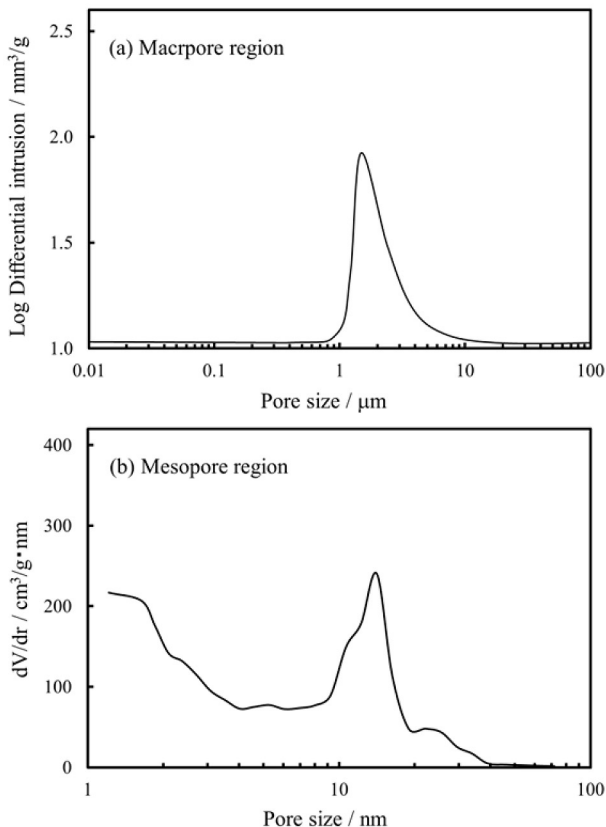 (a) Macrpore region
Log Differential intrusion / mm³/g
2.5
2.0
1.5
1.0
0.01
0.1
1
10
100
Pore size / μm
(b) Mesopore region
dV/dr / cm³/g・nm
400
300
200
100
0
1
10
100
Pore size / nm